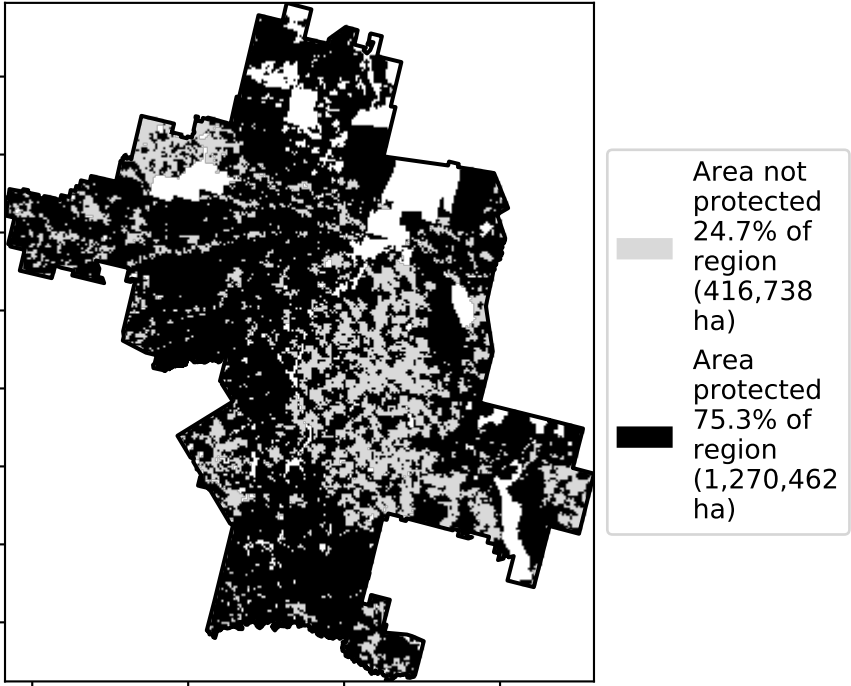 Area not
protected
24.7% of
region
(416,738
ha)
Area
protected
75.3% of
region
(1,270,462
ha)